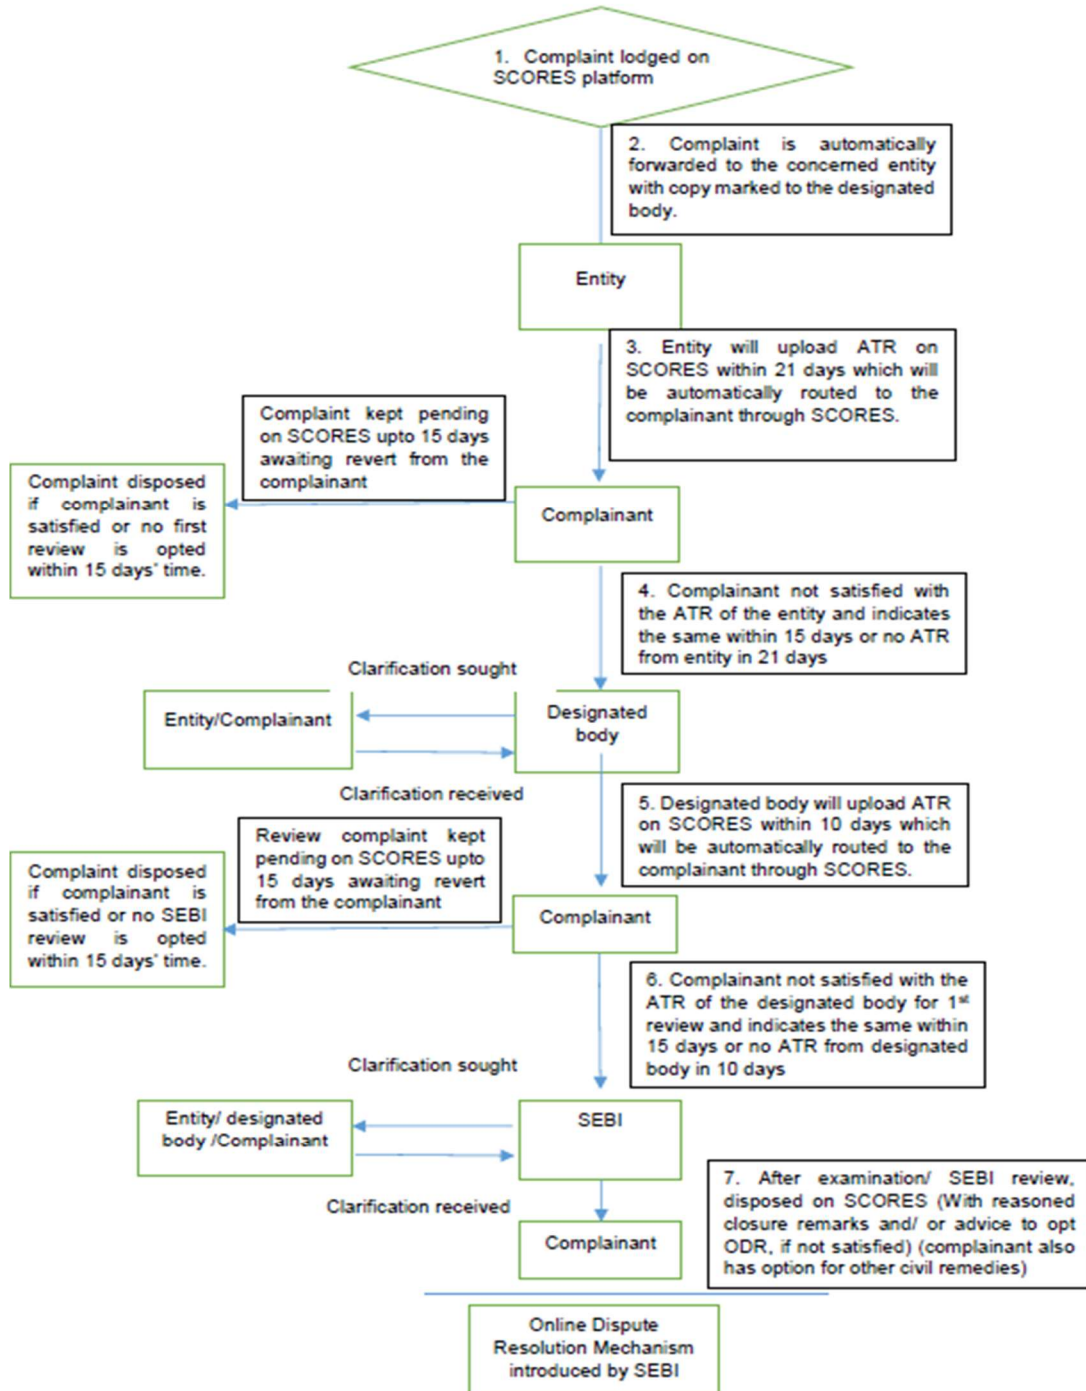 1. Complaint lodged on
SCORES platform
2. Complaint is automatically
forwarded to the concerned entity
with copy marked to the designated
body.
Entity
3. Entity will upload ATR on
SCORES within 21 days which will
be automatically routed to the
complainant through SCORES.
Complaint kept pending
on SCORES upto 15 days
awaiting revert from the
complainant
Complaint disposed
if complainant is
satisfied or no first
review is opted
within 15 days' time.
Complainant
4. Complainant not satisfied with
the ATR of the entity and indicates
the same within 15 days or no ATR
from entity in 21 days
Clarification sought
Entity/Complainant
Designated
body
Clarification received
5. Designated body will upload ATR
on SCORES within 10 days which
will be automatically routed to the
complainant through SCORES.
Review complaint kept
pending on SCORES upto
15 days awaiting revert
from the complainant
Complaint disposed
if complainant is
satisfied or no SEBI
review is opted
within 15 days' time.
Complainant
6. Complainant not satisfied with the
ATR of the designated body for 1st
review and indicates the same within
15 days or no ATR from designated
body in 10 days
Clarification sought
Entity/ designated
body /Complainant
SEBI
Clarification received
7. After examination/ SEBI review,
disposed on SCORES (With reasoned
closure remarks and/ or advice to opt
ODR, if not satisfied) (complainant also
has option for other civil remedies)
Complainant
Online Dispute
Resolution Mechanism
introduced by SEBI